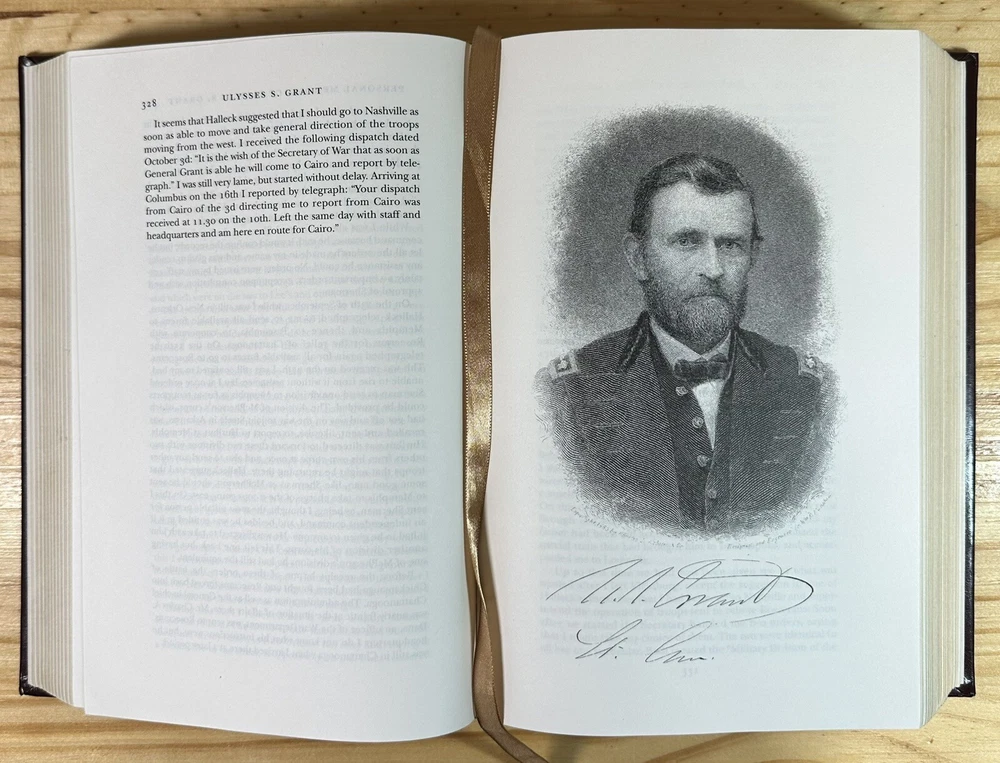 328 ULYSSES S. GRANT
It seems that Halleck suggested that I should go to Nashville as
soon as able to move and take general direction of the troops
moving from the west. I received the following dispatch dated
October 3d: “It is the wish of the Secretary of War that as soon as
General Grant is able he will come to Cairo and report by tele-
graph.” I was still very lame, but started without delay. Arriving at
Columbus on the 16th I reported by telegraph: “Your dispatch
from Cairo of the 3d directing me to report from Cairo was
received at 11.30 on the 10th. Left the same day with staff and
headquarters and am here en route for Cairo.”
U. S. Grant
Lt. Gen.